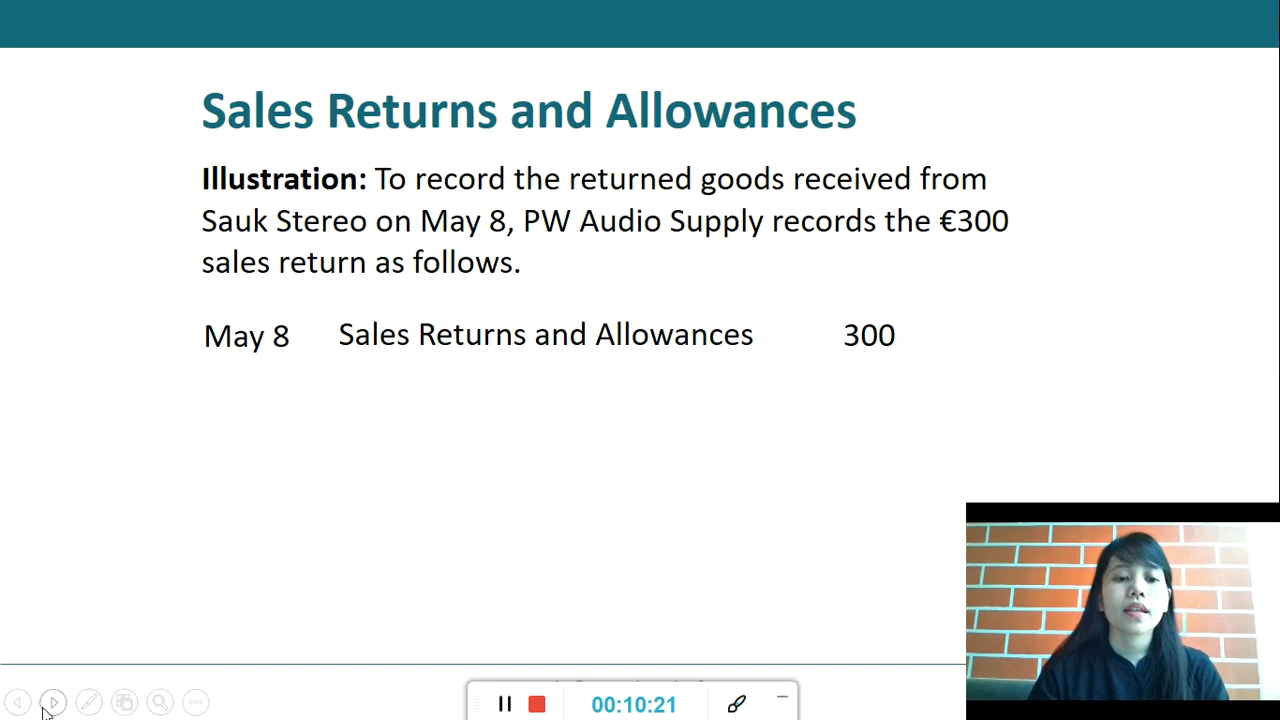 Sales Returns and Allowances
Illustration: To record the returned goods received from
Sauk Stereo on May 8, PW Audio Supply records the €300
sales return as follows.
May 8 Sales Returns and Allowances 300
00:10:21